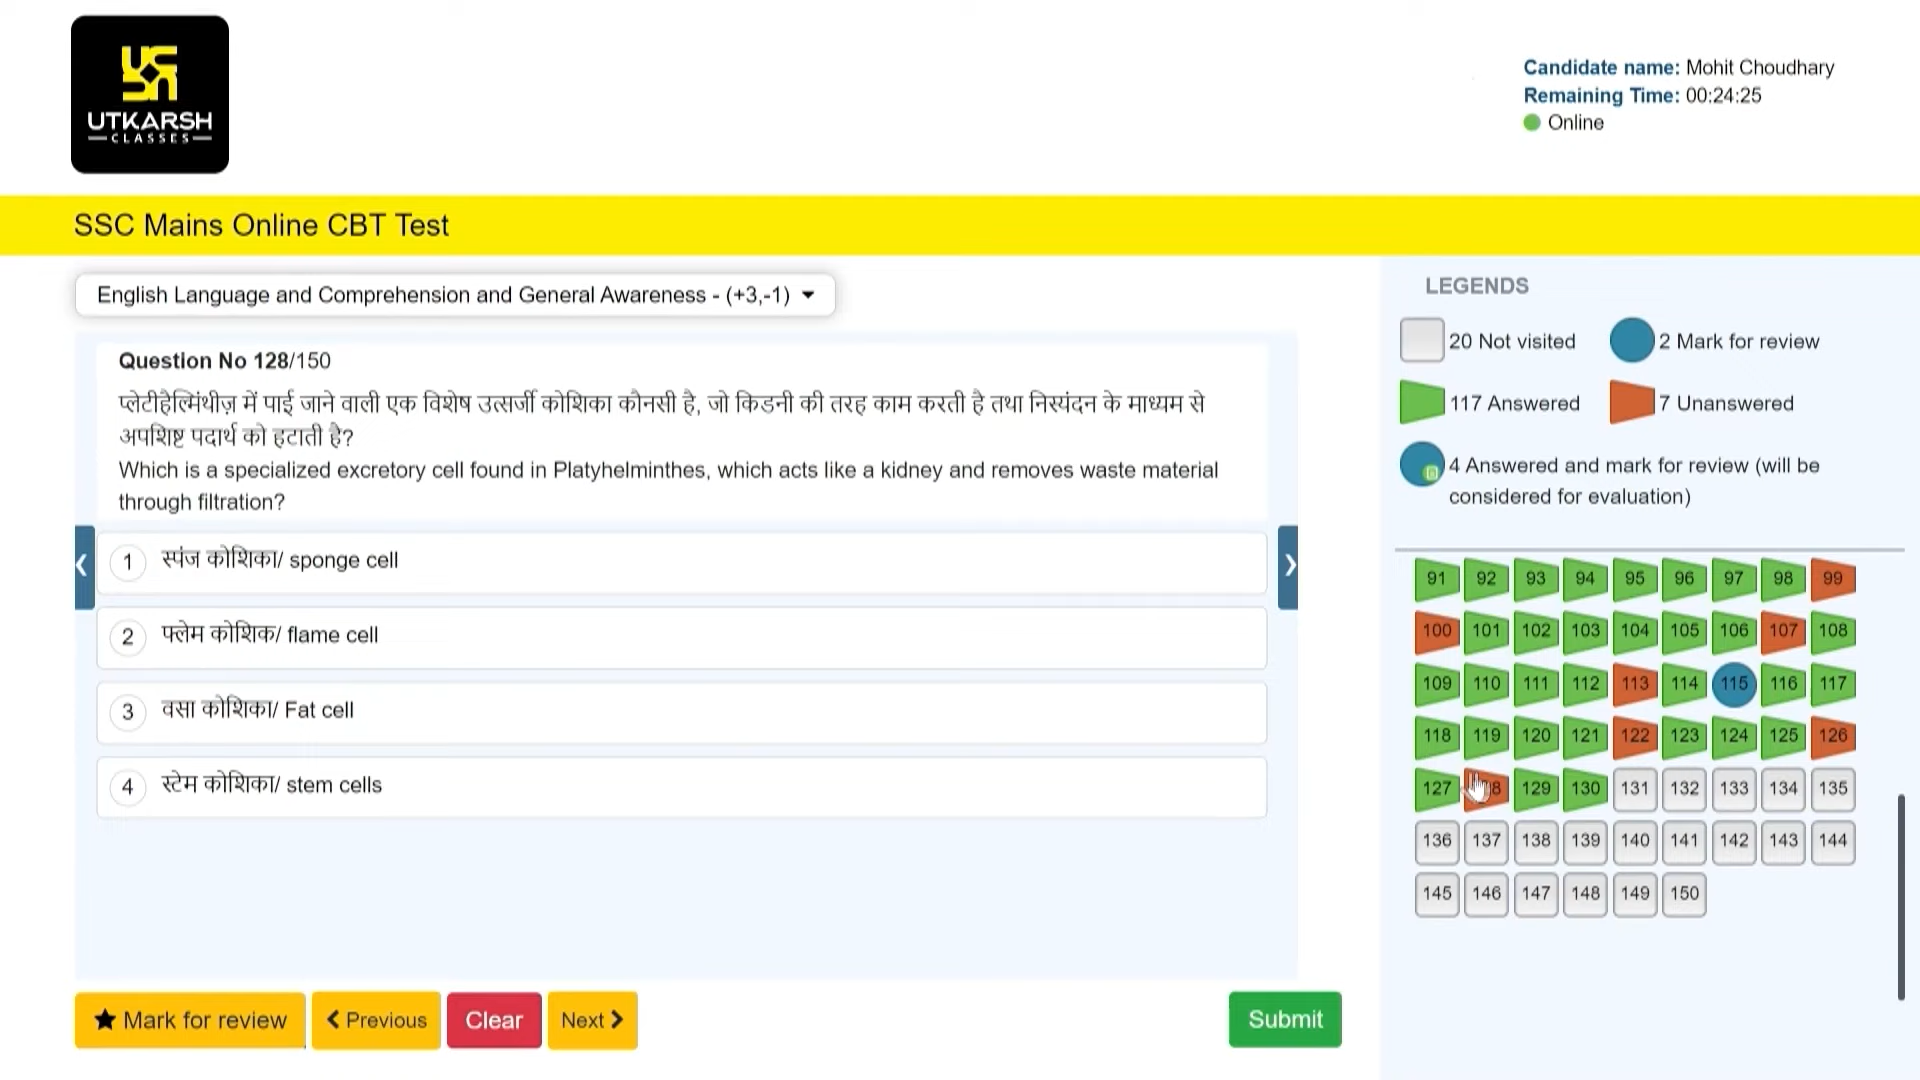 UTKARSH
CLASSES
Candidate name: Mohit Choudhary
Remaining Time: 00:24:25
Online
SSC Mains Online CBT Test
English Language and Comprehension and General Awareness - (+3,-1)
Question No 128/150
प्लेटीहैल्मिंथीज़ में पाई जाने वाली एक विशेष उत्सर्जी कोशिका कौनसी है, जो किडनी की तरह काम करती है तथा निस्यंदन के माध्यम से
अपशिष्ट पदार्थ को हटाती है?
Which is a specialized excretory cell found in Platyhelminthes, which acts like a kidney and removes waste material
through filtration?
1 स्पंज कोशिका/ sponge cell
2 फ्लेम कोशिक/ flame cell
3 वसा कोशिका/ Fat cell
4 स्टेम कोशिका/ stem cells
Mark for review
Previous
Clear
Next
Submit
LEGENDS
20 Not visited
2 Mark for review
117 Answered
7 Unanswered
4 Answered and mark for review (will be
considered for evaluation)
91 92 93 94 95 96 97 98 99
100 101 102 103 104 105 106 107 108
109 110 111 112 113 114 115 116 117
118 119 120 121 122 123 124 125 126
127 129 130 131 132 133 134 135
136 137 138 139 140 141 142 143 144
145 146 147 148 149 150